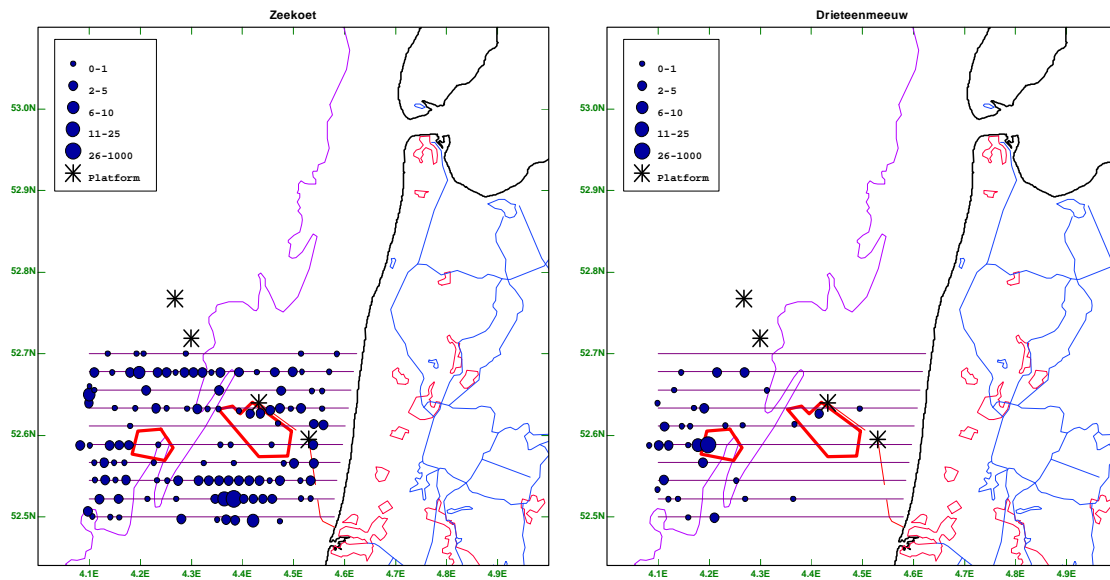 Zeekoet
0-1
2-5
6-10
11-25
26-1000
Platform
53.0N
52.9N
52.8N
52.7N
52.6N
52.5N
4.1E 4.2E 4.3E 4.4E 4.5E 4.6E 4.7E 4.8E 4.9E
Drieteenmeeuw
0-1
2-5
6-10
11-25
26-1000
Platform
53.0N
52.9N
52.8N
52.7N
52.6N
52.5N
4.1E 4.2E 4.3E 4.4E 4.5E 4.6E 4.7E 4.8E 4.9E